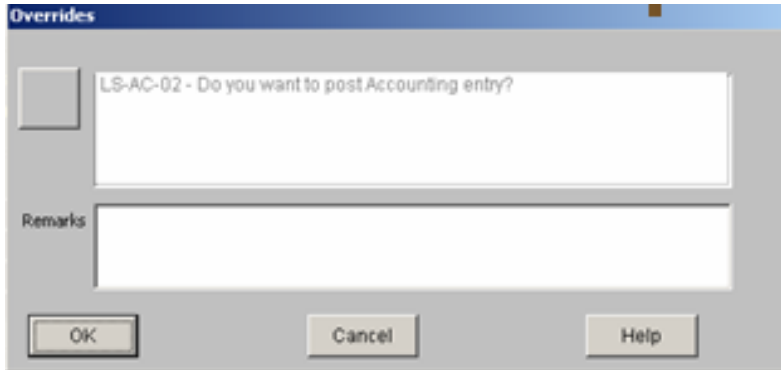 Overrides
LS-AC-02 - Do you want to post Accounting entry?
Remarks
OK
Cancel
Help